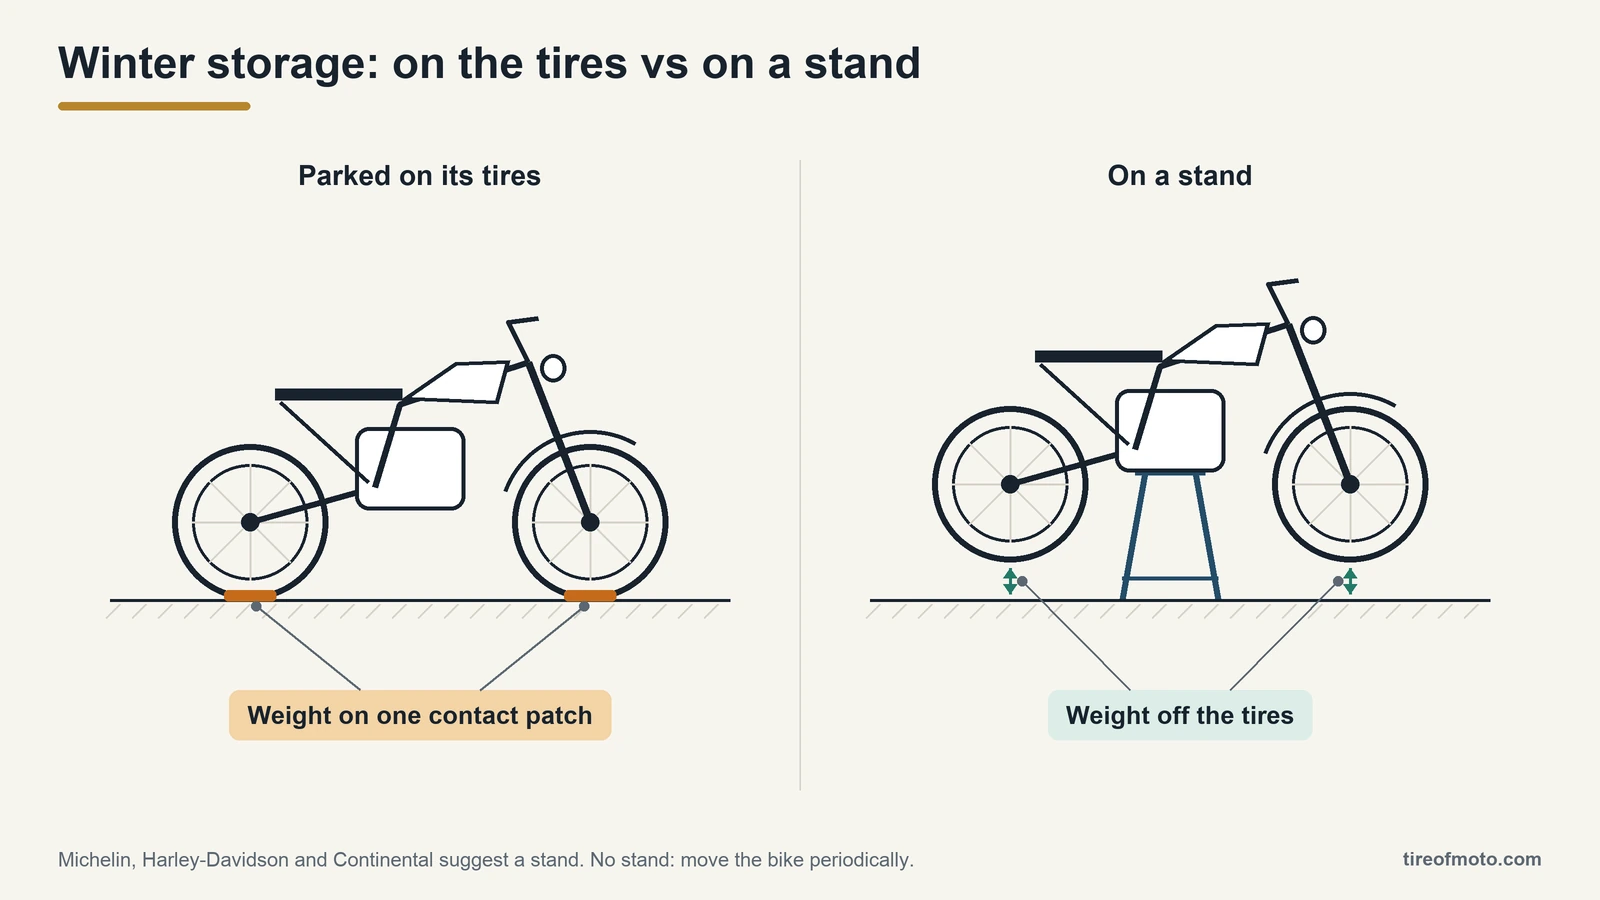 Winter storage: on the tires vs on a stand
Parked on its tires
On a stand
Weight on one contact patch
Weight off the tires
Michelin, Harley-Davidson and Continental suggest a stand. No stand: move the bike periodically.
tireofmoto.com